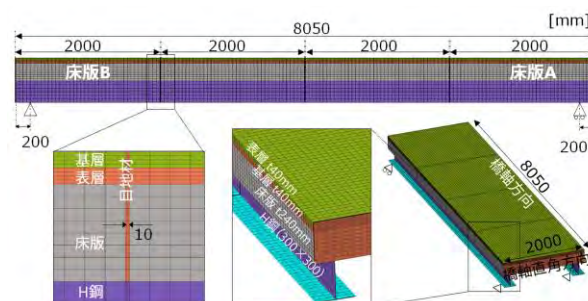 [mm]
8050
2000 2000 2000 2000
床版B 床版A
200 200
基層
表層
目地材
10
床版
H鋼
表層 t40mm
基層 t40mm
床版 t240mm
H鋼(300×300)
橋軸方向
8050
2000
橋軸直角方向